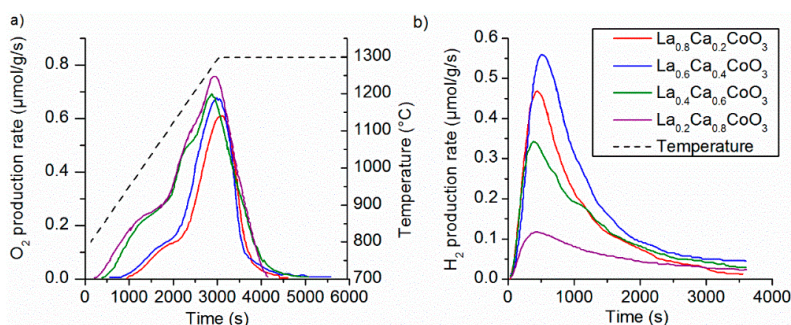 a)
O₂ production rate (µmol/g/s)
0.8
0.6
0.4
0.2
0.0
0 1000 2000 3000 4000 5000 6000
Time (s)
1300
1200
1100
1000
900
800
700
Temperature (°C)
b)
H₂ production rate (µmol/g/s)
0.6
0.5
0.4
0.3
0.2
0.1
0.0
0 1000 2000 3000 4000
Time (s)
La₀.₈Ca₀.₂CoO₃
La₀.₆Ca₀.₄CoO₃
La₀.₄Ca₀.₆CoO₃
La₀.₂Ca₀.₈CoO₃
Temperature